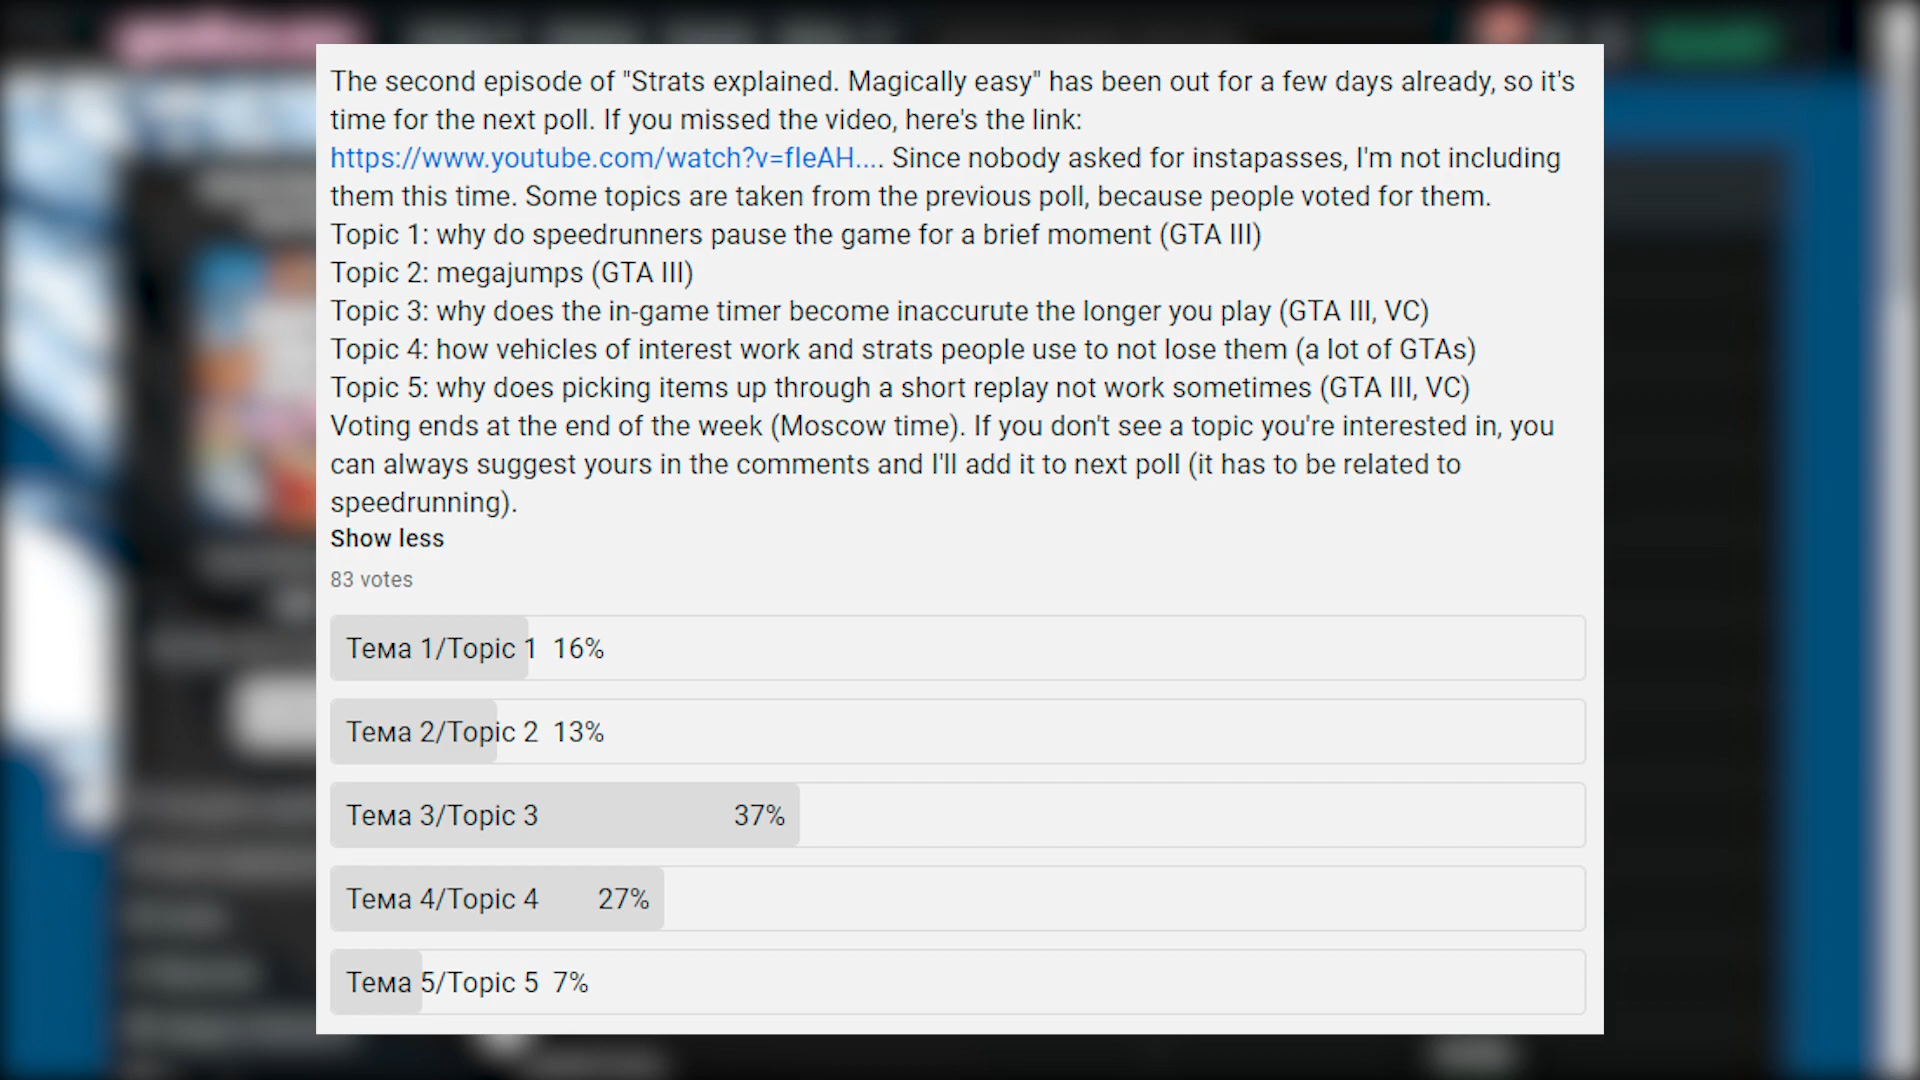 The second episode of "Strats explained. Magically easy" has been out for a few days already, so it's
time for the next poll. If you missed the video, here's the link:
https://www.youtube.com/watch?v=fIeAH.... Since nobody asked for instapasses, I'm not including
them this time. Some topics are taken from the previous poll, because people voted for them.
Topic 1: why do speedrunners pause the game for a brief moment (GTA III)
Topic 2: megajumps (GTA III)
Topic 3: why does the in-game timer become inaccurute the longer you play (GTA III, VC)
Topic 4: how vehicles of interest work and strats people use to not lose them (a lot of GTAs)
Topic 5: why does picking items up through a short replay not work sometimes (GTA III, VC)
Voting ends at the end of the week (Moscow time). If you don't see a topic you're interested in, you
can always suggest yours in the comments and I'll add it to next poll (it has to be related to
speedrunning).
Show less
83 votes
Тема 1/Topic 1 16%
Тема 2/Topic 2 13%
Тема 3/Topic 3 37%
Тема 4/Topic 4 27%
Тема 5/Topic 5 7%